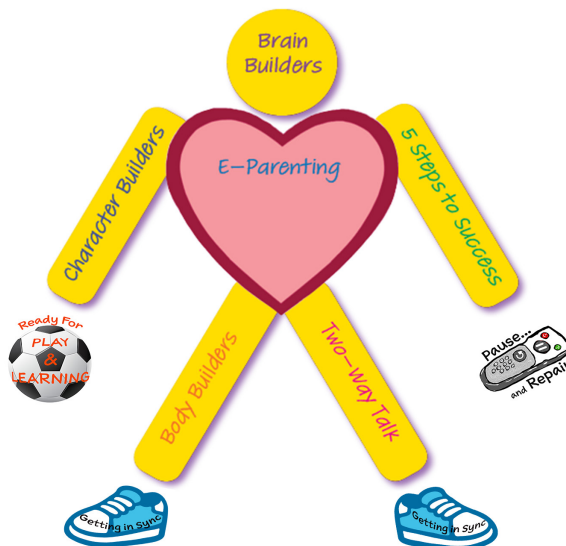 Brain
Builders
Character Builders
E-Parenting
5 Steps to Success
Ready For
PLAY
&
LEARNING
Pause...
and Repair
Body Builders
Two-Way Talk
Getting in Sync
Getting in Sync